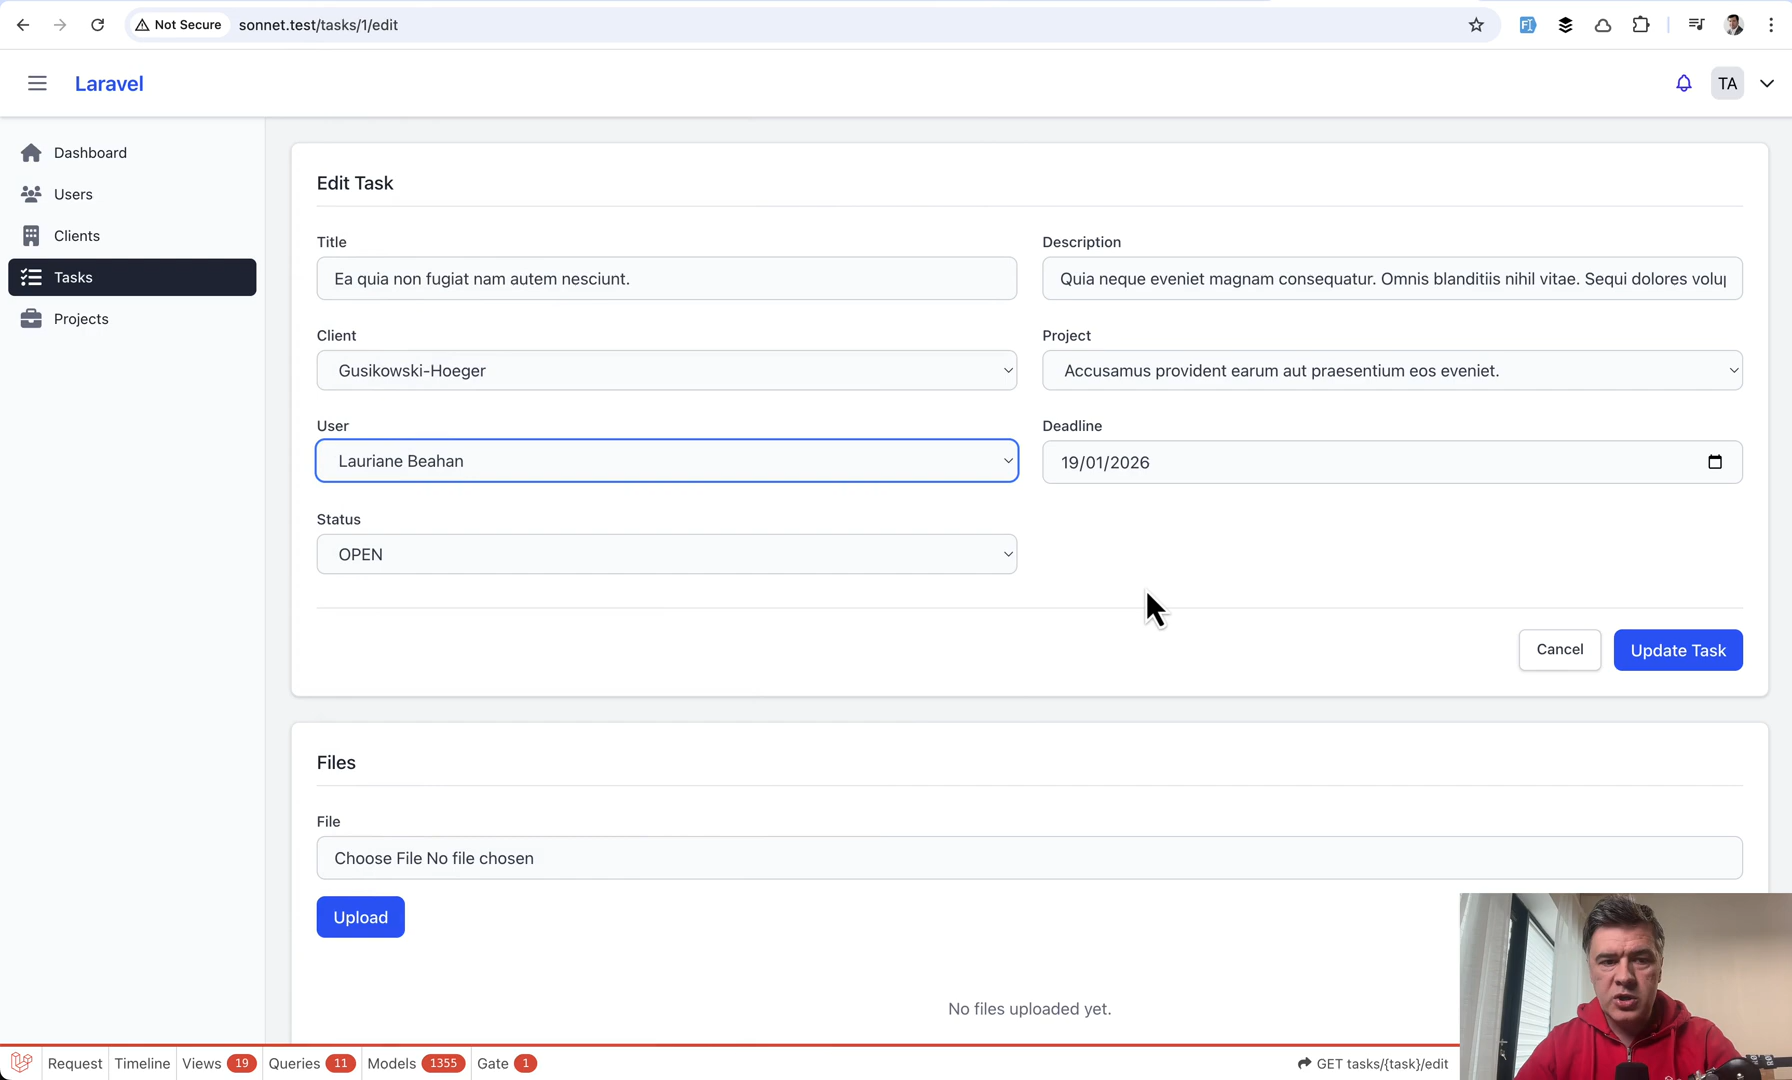 Not Secure
sonnet.test/tasks/1/edit
Laravel
TA
Dashboard
Users
Clients
Tasks
Projects
Edit Task
Title
Description
Ea quia non fugiat nam autem nesciunt.
Quia neque eveniet magnam consequatur. Omnis blanditiis nihil vitae. Sequi dolores volup
Client
Project
Gusikowski-Hoeger
Accusamus provident earum aut praesentium eos eveniet.
User
Deadline
Lauriane Beahan
19/01/2026
Status
OPEN
Cancel
Update Task
Files
File
Choose File No file chosen
Upload
No files uploaded yet.
Request Timeline Views 19 Queries 11 Models 1355 Gate 1
GET tasks/{task}/edit